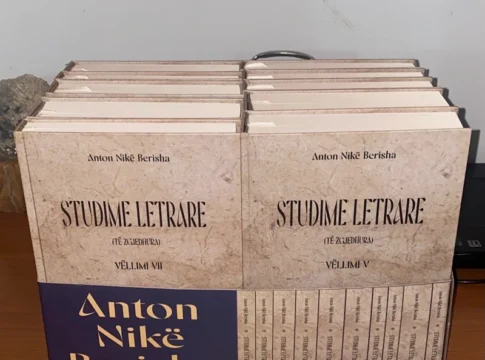 Anton Nikë Berisha
STUDIME LETRARE
(TË ZGJEDHURA)
VËLLIMI VII
Anton Nikë Berisha
STUDIME LETRARE
(TË ZGJEDHURA)
VËLLIMI V
Anton
Nikë
Berisha